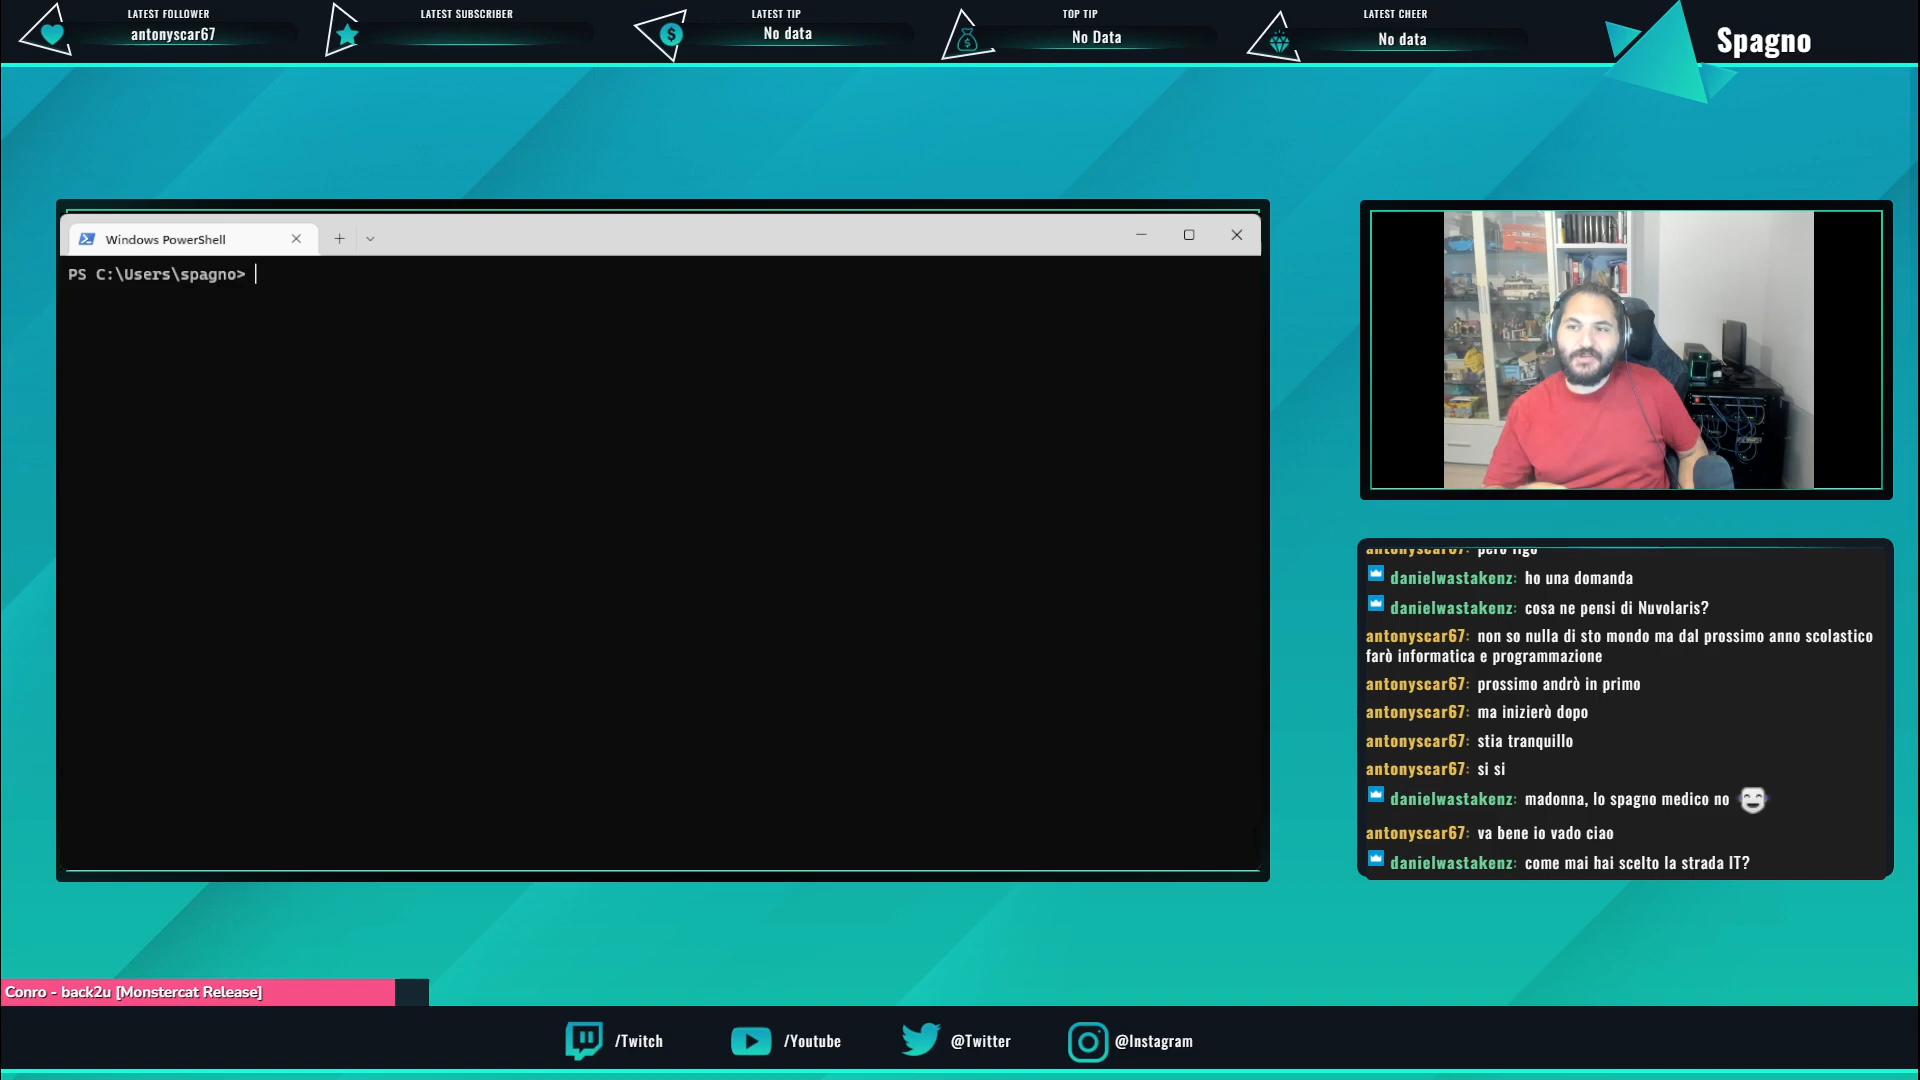 LATEST FOLLOWER
antonyscar67
LATEST SUBSCRIBER
LATEST TIP
No data
TOP TIP
No Data
LATEST CHEER
No data
Spagno
Windows PowerShell
PS C:\Users\spagno>
antonyscar67: però figo
danielwastakenz: ho una domanda
danielwastakenz: cosa ne pensi di Nuvolaris?
antonyscar67: non so nulla di sto mondo ma dal prossimo anno scolastico
farò informatica e programmazione
antonyscar67: prossimo andrò in primo
antonyscar67: ma inizierò dopo
antonyscar67: stia tranquillo
antonyscar67: si si
danielwastakenz: madonna, lo spagno medico no
antonyscar67: va bene io vado ciao
danielwastakenz: come mai hai scelto la strada IT?
Conro - back2u [Monstercat Release]
/Twitch
/Youtube
@Twitter
@Instagram